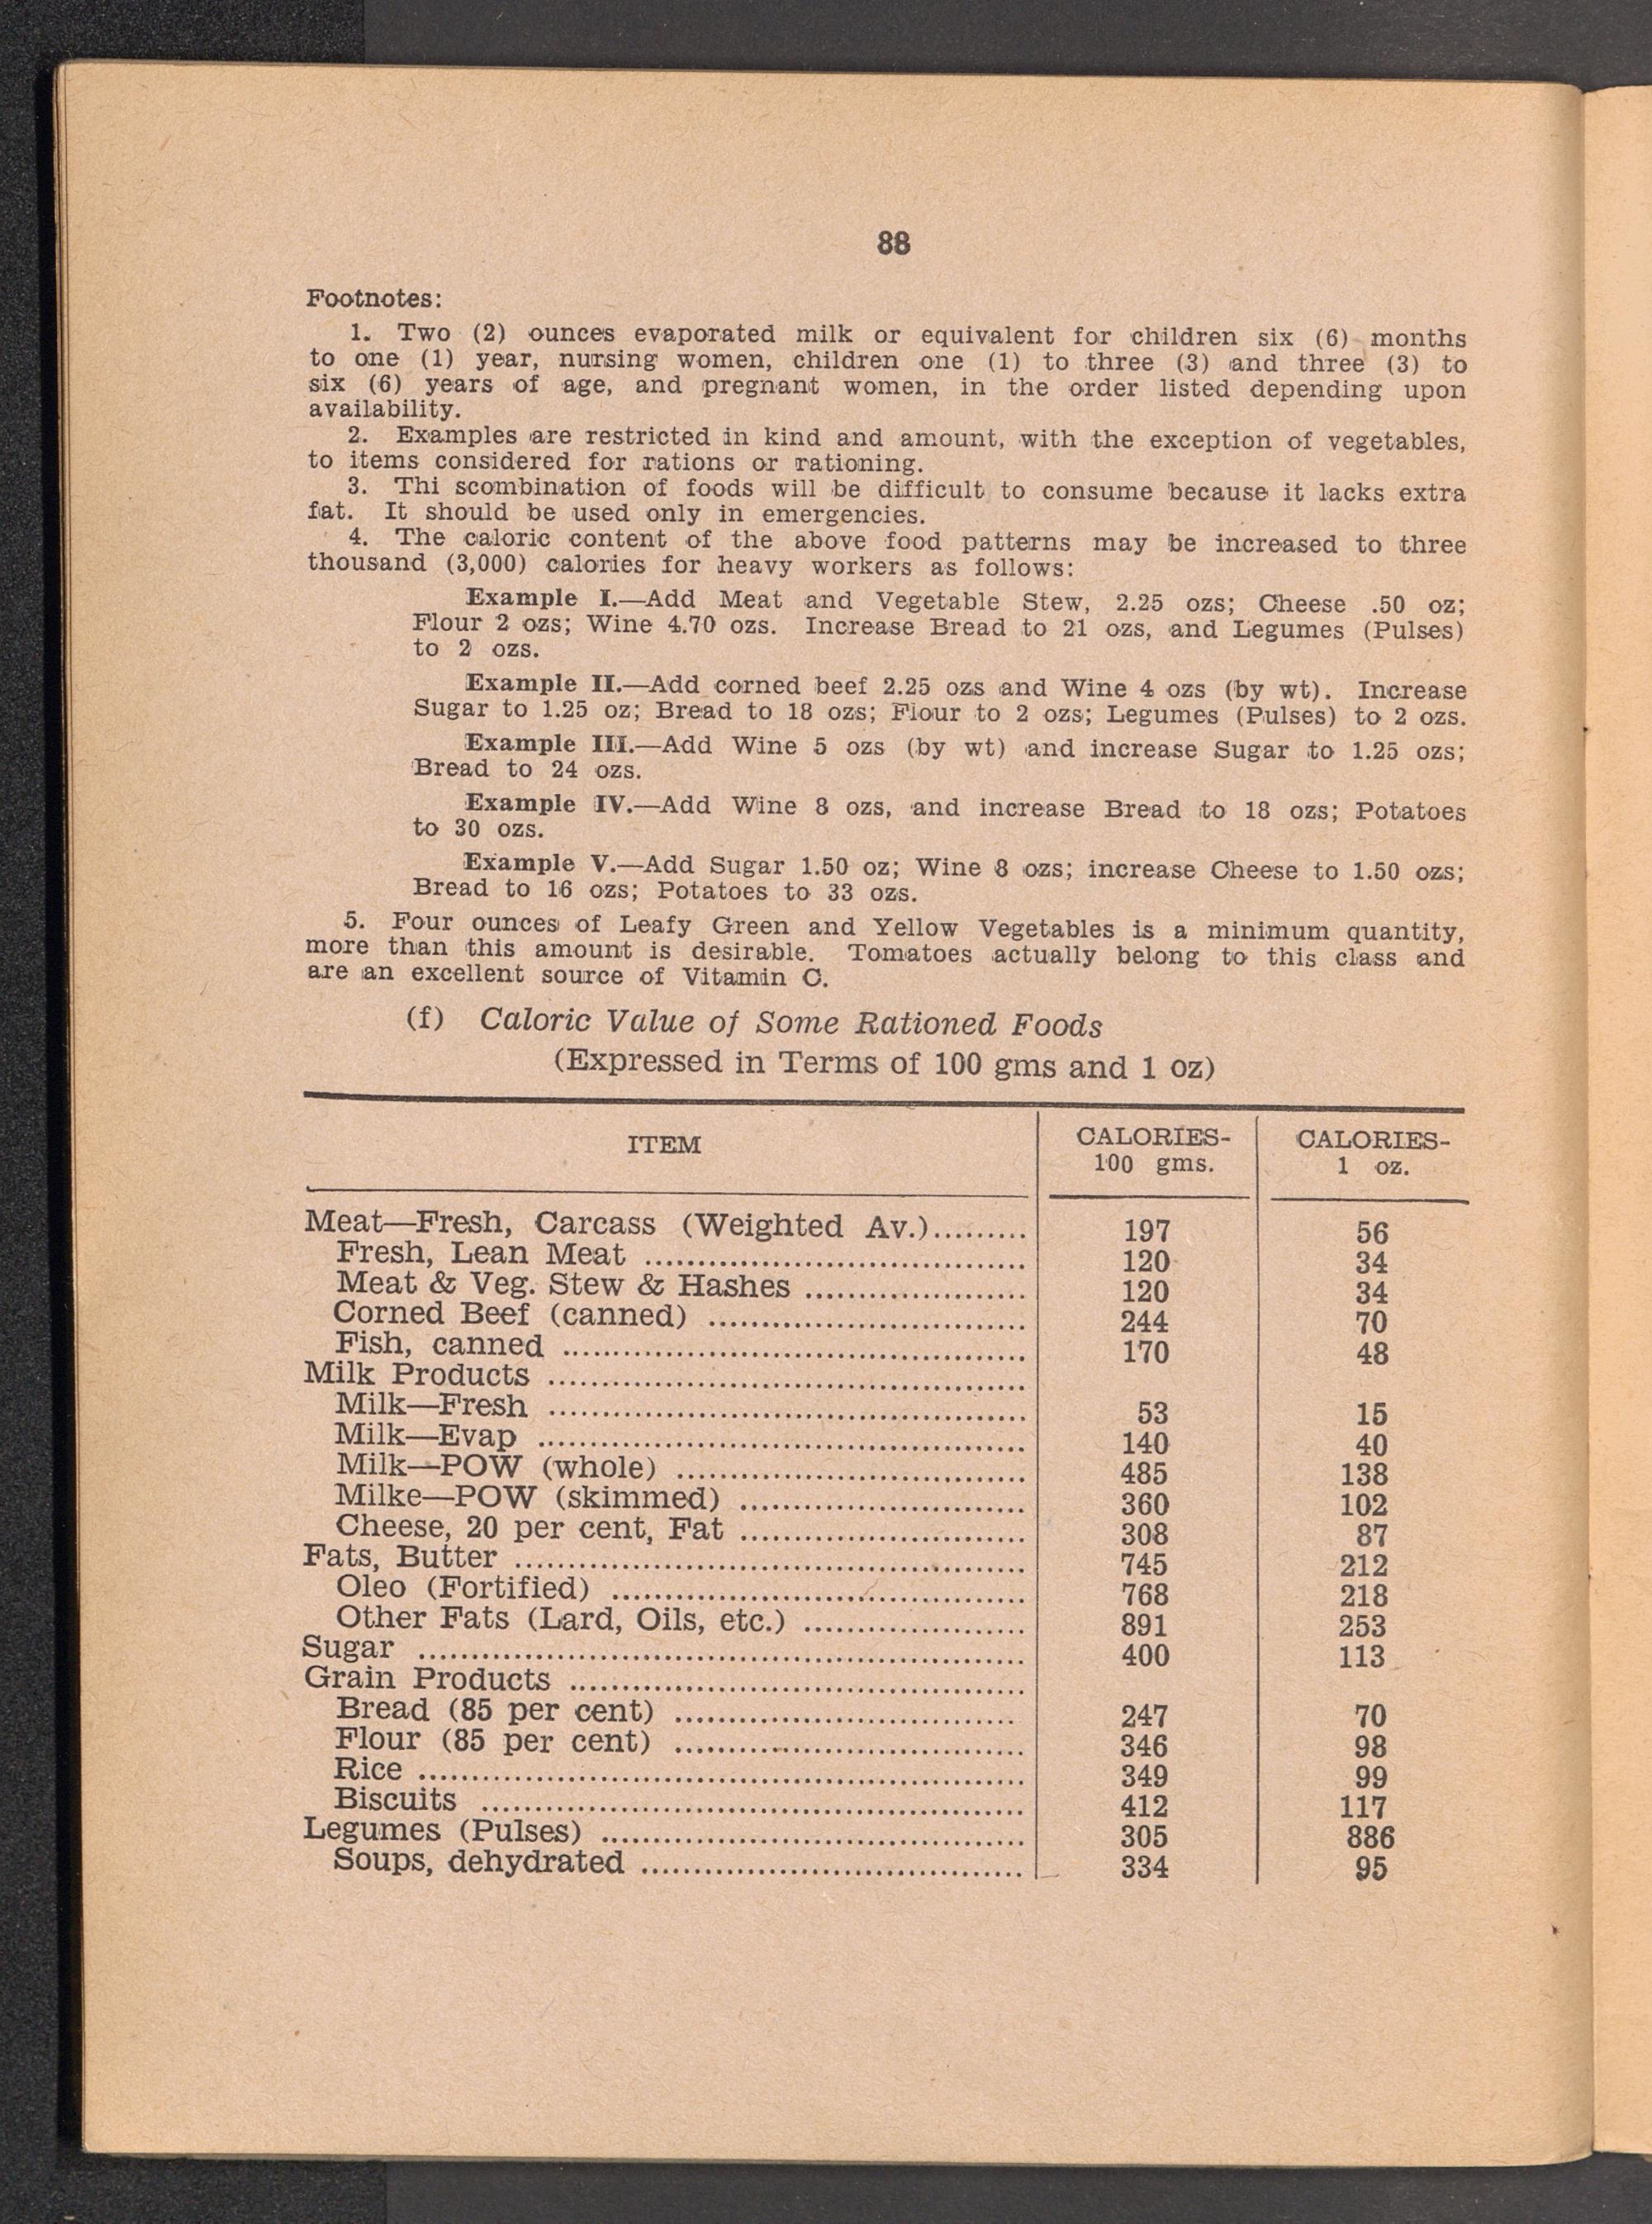 88
Footnotes:
1. Two (2) ounces evaporated milk or equivalent for children six (6) months
to one (1) year, nursing women, children one (1) to three (3) and three (3) to
six (6) years of age, and pregnant women, in the order listed depending upon
availability.
2. Examples are restricted in kind and amount, with the exception of vegetables,
to items considered for rations or rationing.
3. Thi scombination of foods will be difficult to consume because it lacks extra
fat. It should be used only in emergencies.
4. The caloric content of the above food patterns may be increased to three
thousand (3,000) calories for heavy workers as follows:
Example I.—Add Meat and Vegetable Stew, 2.25 ozs; Cheese .50 oz;
Flour 2 ozs; Wine 4.70 ozs. Increase Bread to 21 ozs, and Legumes (Pulses)
to 2 ozs.
Example II.—Add corned beef 2.25 ozs and Wine 4 ozs (by wt). Increase
Sugar to 1.25 oz; Bread to 18 ozs; Flour to 2 ozs; Legumes (Pulses) to 2 ozs.
Example III.—Add Wine 5 ozs (by wt) and increase Sugar to 1.25 ozs;
Bread to 24 ozs.
Example IV.—Add Wine 8 ozs, and increase Bread to 18 ozs; Potatoes
to 30 ozs.
Example V.—Add Sugar 1.50 oz; Wine 8 ozs; increase Cheese to 1.50 ozs;
Bread to 16 ozs; Potatoes to 33 ozs.
5. Four ounces of Leafy Green and Yellow Vegetables is a minimum quantity,
more than this amount is desirable. Tomatoes actually belong to this class and
are an excellent source of Vitamin C.
(f) Caloric Value of Some Rationed Foods
(Expressed in Terms of 100 gms and 1 oz)
ITEM CALORIES- CALORIES-
100 gms. 1 oz.
Meat—Fresh, Carcass (Weighted Av.)......... 197 56
Fresh, Lean Meat ..................................... 120 34
Meat & Veg. Stew & Hashes ..................... 120 34
Corned Beef (canned) .............................. 244 70
Fish, canned ............................................ 170 48
Milk Products .............................................
Milk—Fresh ............................................. 53 15
Milk—Evap .............................................. 140 40
Milk—POW (whole) ................................. 485 138
Milke—POW (skimmed) ........................... 360 102
Cheese, 20 per cent, Fat ........................... 308 87
Fats, Butter ................................................ 745 212
Oleo (Fortified) ....................................... 768 218
Other Fats (Lard, Oils, etc.) ..................... 891 253
Sugar ......................................................... 400 113
Grain Products ...........................................
Bread (85 per cent) ................................ 247 70
Flour (85 per cent) ................................. 346 98
Rice ......................................................... 349 99
Biscuits ................................................... 412 117
Legumes (Pulses) ........................................ 305 886
Soups, dehydrated .................................... 334 95